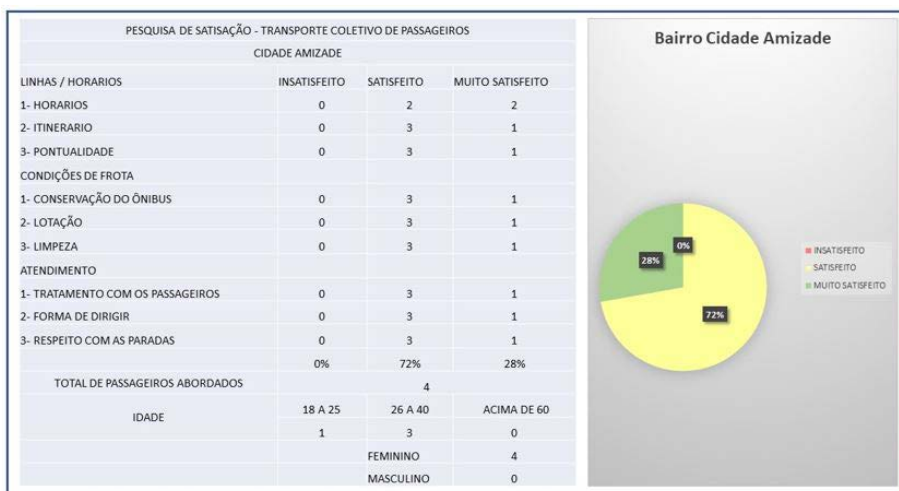 PESQUISA DE SATISAÇÃO - TRANSPORTE COLETIVO DE PASSAGEIROS
CIDADE AMIZADE
LINHAS / HORARIOS INSATISFEITO SATISFEITO MUITO SATISFEITO
1- HORARIOS 0 2 2
2- ITINERARIO 0 3 1
3- PONTUALIDADE 0 3 1
CONDIÇÕES DE FROTA
1- CONSERVAÇÃO DO ÔNIBUS 0 3 1
2- LOTAÇÃO 0 3 1
3- LIMPEZA 0 3 1
ATENDIMENTO
1- TRATAMENTO COM OS PASSAGEIROS 0 3 1
2- FORMA DE DIRIGIR 0 3 1
3- RESPEITO COM AS PARADAS 0 3 1
0% 72% 28%
TOTAL DE PASSAGEIROS ABORDADOS 4
IDADE 18 A 25 26 A 40 ACIMA DE 60
1 3 0
FEMININO 4
MASCULINO 0
Bairro Cidade Amizade
0%
28%
72%
INSATISFEITO
SATISFEITO
MUITO SATISFEITO